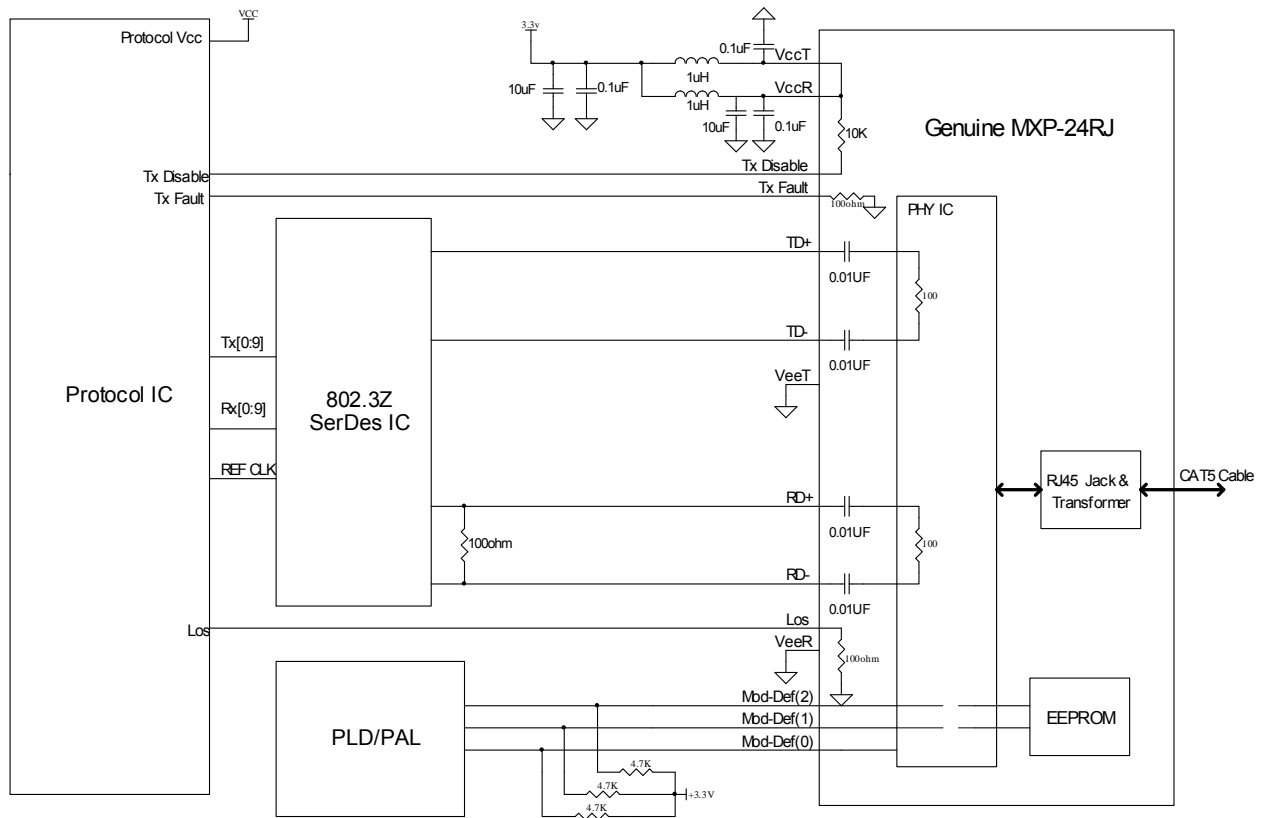 VCC
Protocol Vcc
3.3v
0.1uF
VccT
1uH
10uF
0.1uF
VccR
1uH
10uF
0.1uF
10K
Genuine MXP-24RJ
Tx Disable
Tx Disable
Tx Fault
Tx Fault
100ohm
PHY IC
TD+
0.01UF
100
TD-
0.01UF
Tx[0:9]
VeeT
Protocol IC
802.3Z
SerDes IC
Rx[0:9]
REF CLK
RJ45 Jack &
Transformer
CAT5 Cable
RD+
0.01UF
100ohm
100
RD-
0.01UF
Los
Los
VeeR
100ohm
Mod-Def(2)
Mod-Def(1)
Mod-Def(0)
EEPROM
PLD/PAL
4.7K
4.7K
4.7K
+3.3V